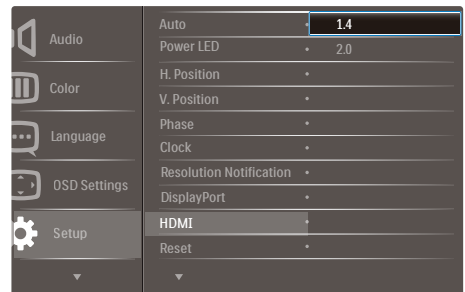 Audio
Color
Language
OSD Settings
Setup
Auto
Power LED
H. Position
V. Position
Phase
Clock
Resolution Notification
DisplayPort
HDMI
Reset
1.4
2.0